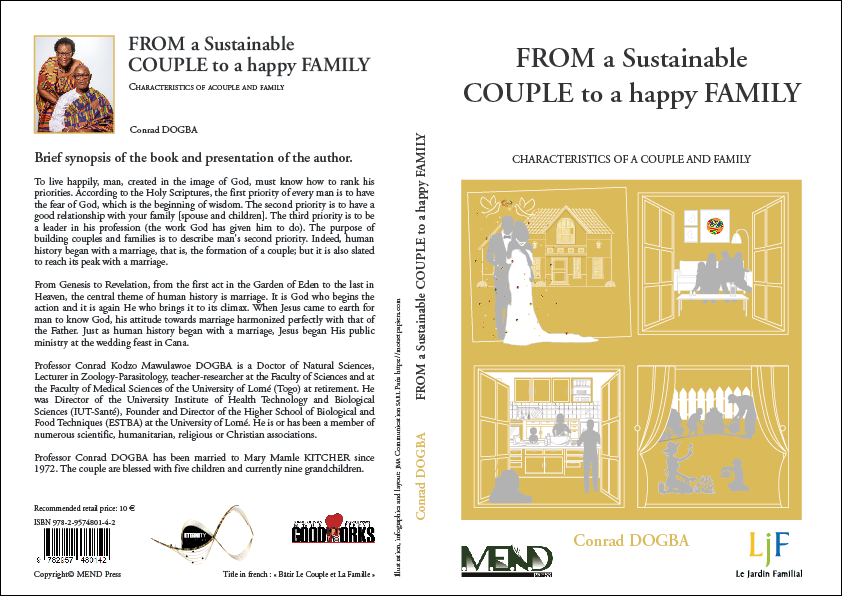 FROM a Sustainable
COUPLE to a happy FAMILY
Characteristics of acouple and family
Conrad DOGBA
Brief synopsis of the book and presentation of the author.
To live happily, man, created in the image of God, must know how to rank his
priorities. According to the Holy Scriptures, the first priority of every man is to have
the fear of God, which is the beginning of wisdom. The second priority is to have a
good relationship with your family [spouse and children]. The third priority is to be
a leader in his profession (the work God has given him to do). The purpose of
building couples and families is to describe man's second priority. Indeed, human
history began with a marriage, that is, the formation of a couple; but it is also slated
to reach its peak with a marriage.
From Genesis to Revelation, from the first act in the Garden of Eden to the last in
Heaven, the central theme of human history is marriage. It is God who begins the
action and it is again He who brings it to its climax. When Jesus came to earth for
man to know God, his attitude towards marriage harmonized perfectly with that of
the Father. Just as human history began with a marriage, Jesus began His public
ministry at the wedding feast in Cana.
Professor Conrad Kodzo Mawulawoe DOGBA is a Doctor of Natural Sciences,
Lecturer in Zoology-Parasitology, teacher-researcher at the Faculty of Sciences and at
the Faculty of Medical Sciences of the University of Lomé (Togo) at retirement. He
was Director of the University Institute of Health Technology and Biological
Sciences (IUT-Santé), Founder and Director of the Higher School of Biological and
Food Techniques (ESTBA) at the University of Lomé. He is or has been a member of
numerous scientific, humanitarian, religious or Christian associations.
Professor Conrad DOGBA has been married to Mary Mamle KITCHER since
1972. The couple are blessed with five children and currently nine grandchildren.
Recommended retail price: 10 €
ISBN 978-2-9574801-4-2
9 782957 480142
Copyright© MEND Press
ETERNITY
GOOD WORKS
Title in french : « Bâtir Le Couple et La Famille »
Illustration, infographics and layout: JMA Communication SARL Paris https://mosset.papiers.com
Conrad DOGBA
FROM a Sustainable COUPLE to a happy FAMILY
FROM a Sustainable
COUPLE to a happy FAMILY
CHARACTERISTICS OF A COUPLE AND FAMILY
Conrad DOGBA
MEND
PRESS
LjF
Le Jardin Familial